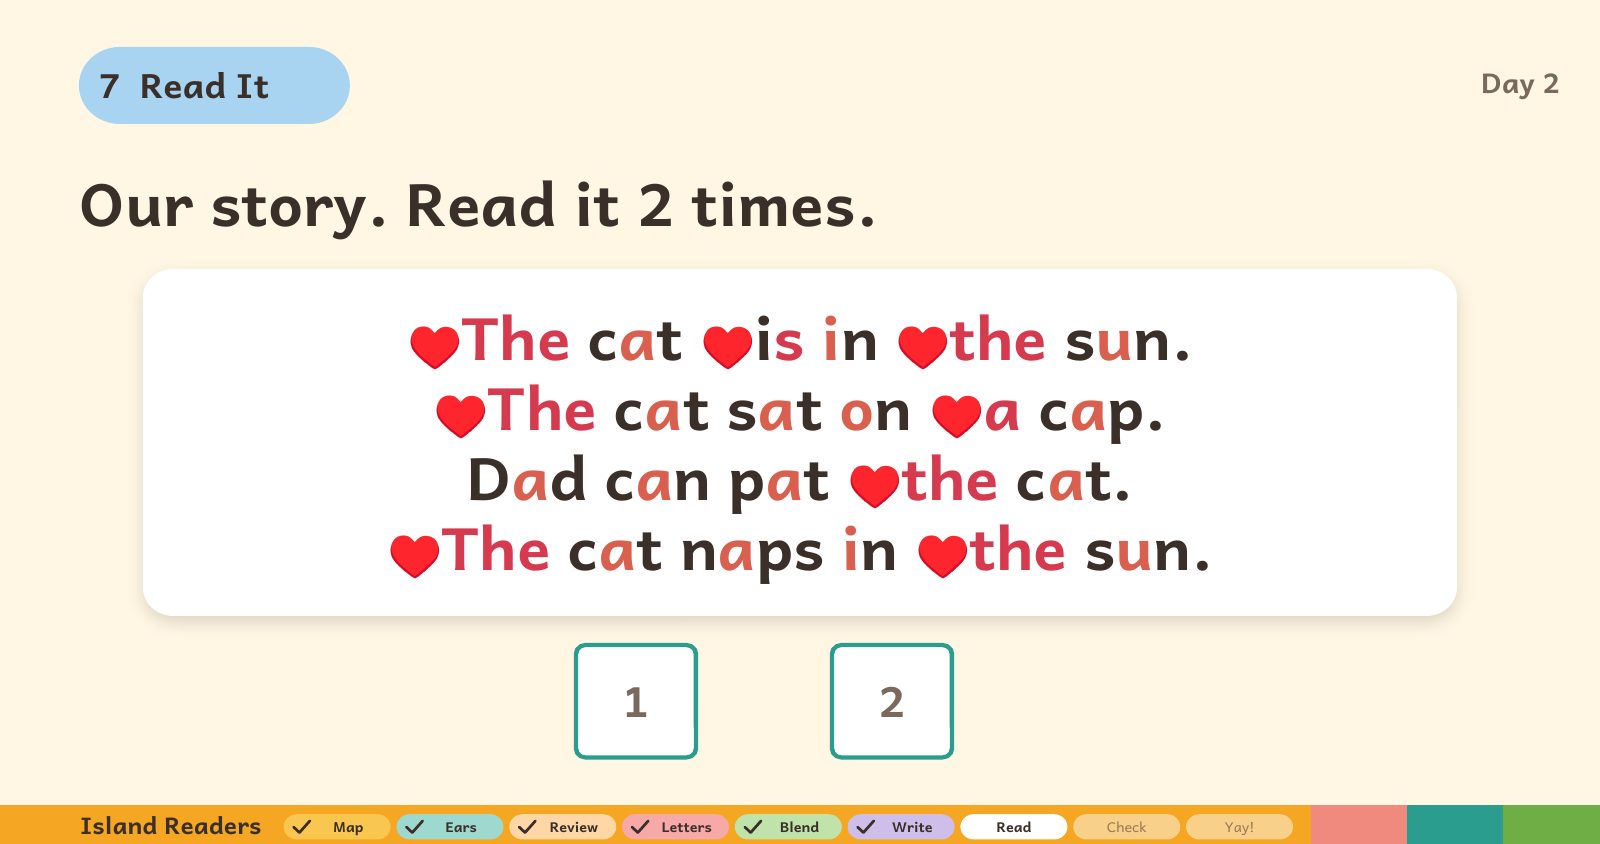 7 Read It
Day 2
Our story. Read it 2 times.
The cat is in the sun.
The cat sat on a cap.
Dad can pat the cat.
The cat naps in the sun.
1
2
Island Readers
Map
Ears
Review
Letters
Blend
Write
Read
Check
Yay!